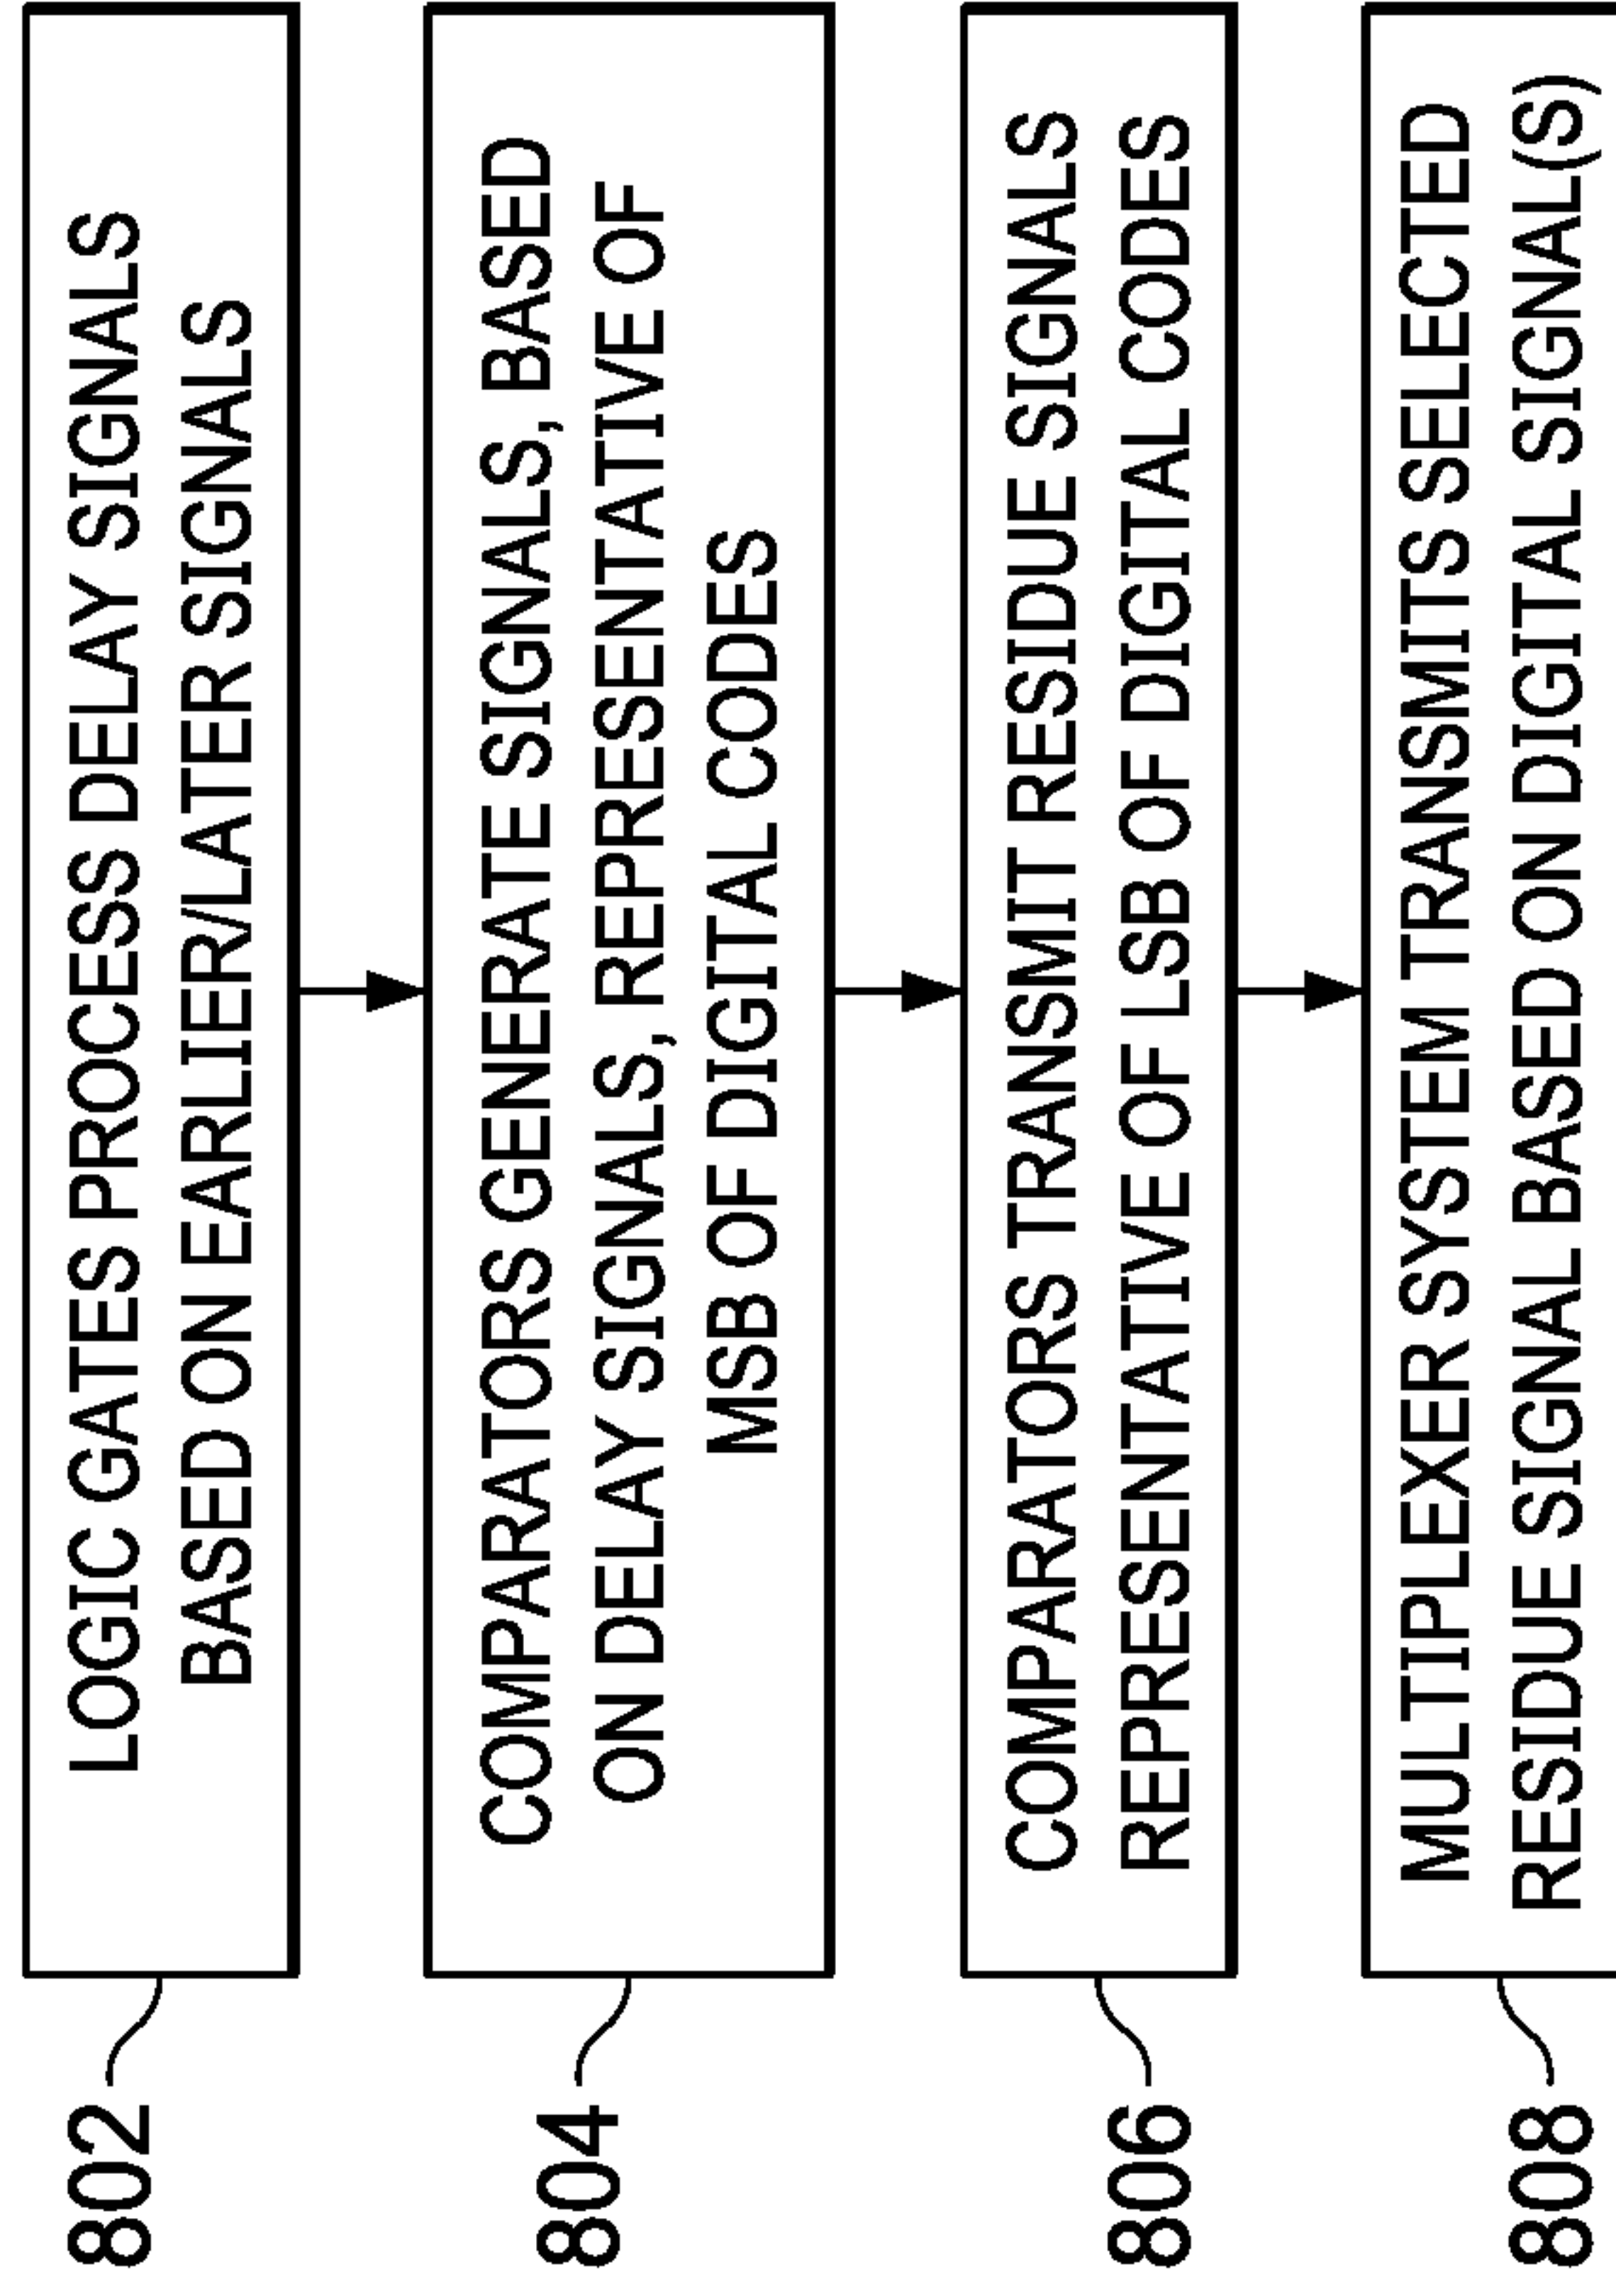 802
LOGIC GATES PROCESS DELAY SIGNALS
BASED ON EARLIER/LATER SIGNALS
804
COMPARATORS GENERATE SIGNALS, BASED
ON DELAY SIGNALS, REPRESENTATIVE OF
MSB OF DIGITAL CODES
806
COMPARATORS TRANSMIT RESIDUE SIGNALS
REPRESENTATIVE OF LSB OF DIGITAL CODES
808
MULTIPLEXER SYSTEM TRANSMITS SELECTED
RESIDUE SIGNAL BASED ON DIGITAL SIGNAL(S)